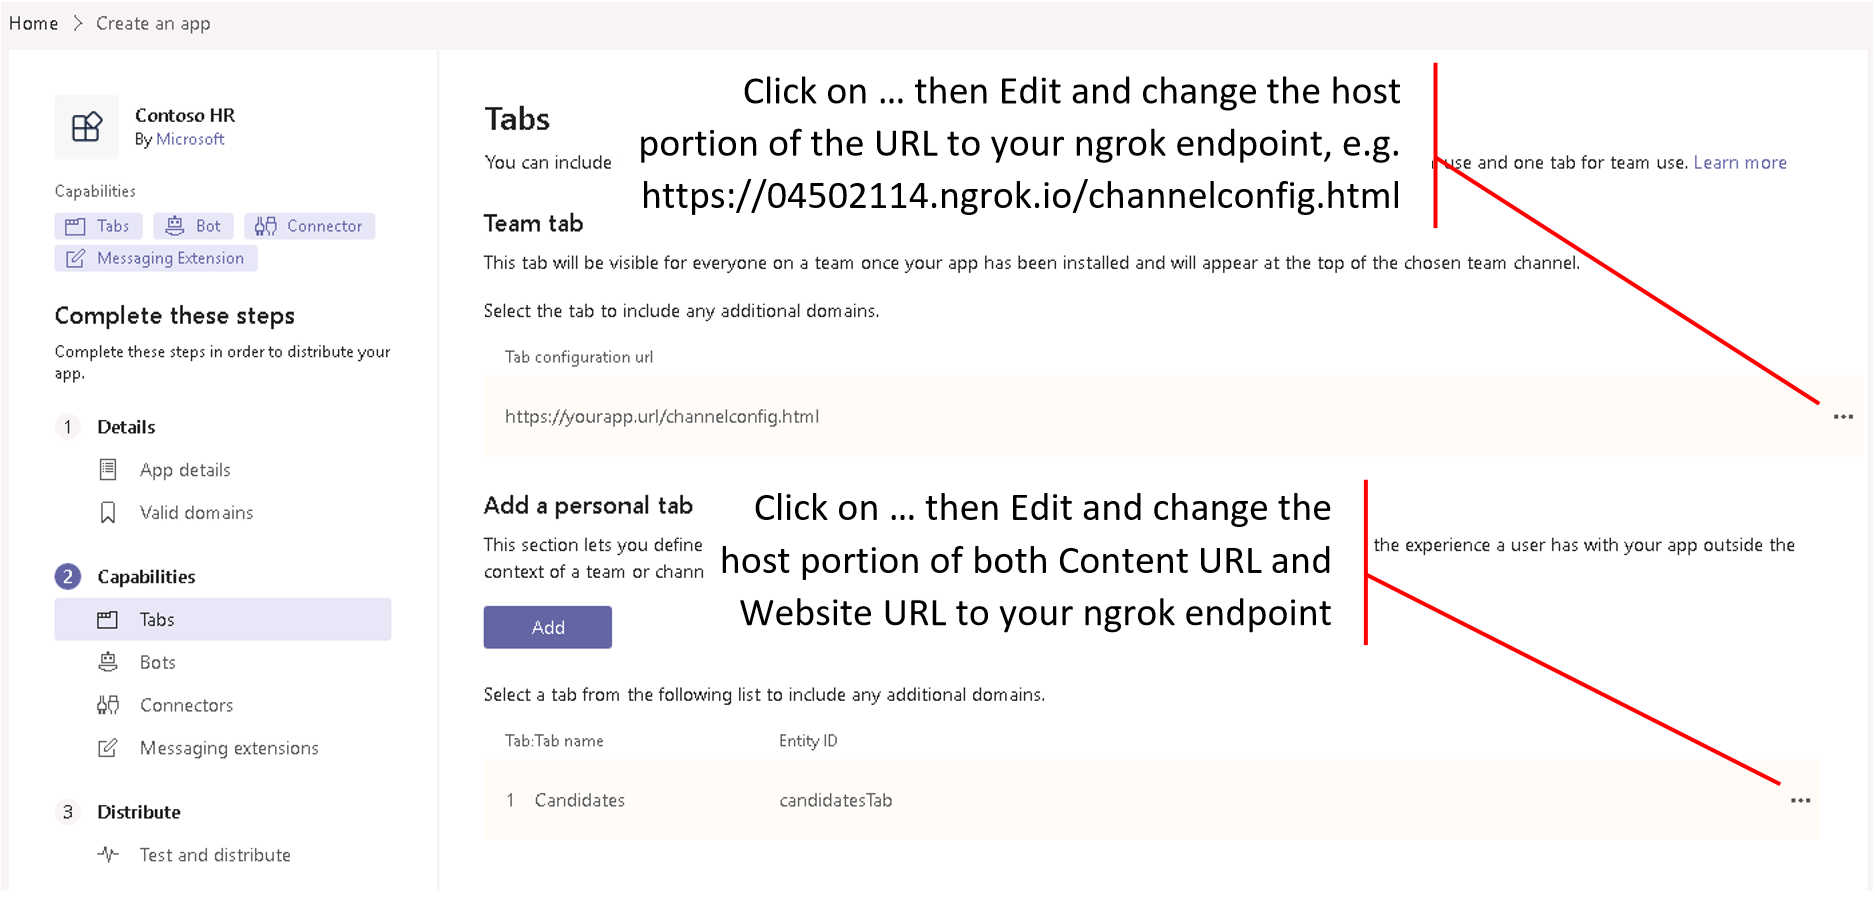 Home > Create an app
Contoso HR
By Microsoft
Capabilities
Tabs Bot Connector
Messaging Extension
Complete these steps
Complete these steps in order to distribute your
app.
1 Details
App details
Valid domains
2 Capabilities
Tabs
Bots
Connectors
Messaging extensions
3 Distribute
Test and distribute
Tabs
You can include
use and one tab for team use. Learn more
Click on ... then Edit and change the host
portion of the URL to your ngrok endpoint, e.g.
https://04502114.ngrok.io/channelconfig.html
Team tab
This tab will be visible for everyone on a team once your app has been installed and will appear at the top of the chosen team channel.
Select the tab to include any additional domains.
Tab configuration url
https://yourapp.url/channelconfig.html
...
Add a personal tab
This section lets you define
the experience a user has with your app outside the
context of a team or chann
Click on ... then Edit and change the
host portion of both Content URL and
Website URL to your ngrok endpoint
Add
Select a tab from the following list to include any additional domains.
Tab:Tab name Entity ID
1 Candidates candidatesTab
...